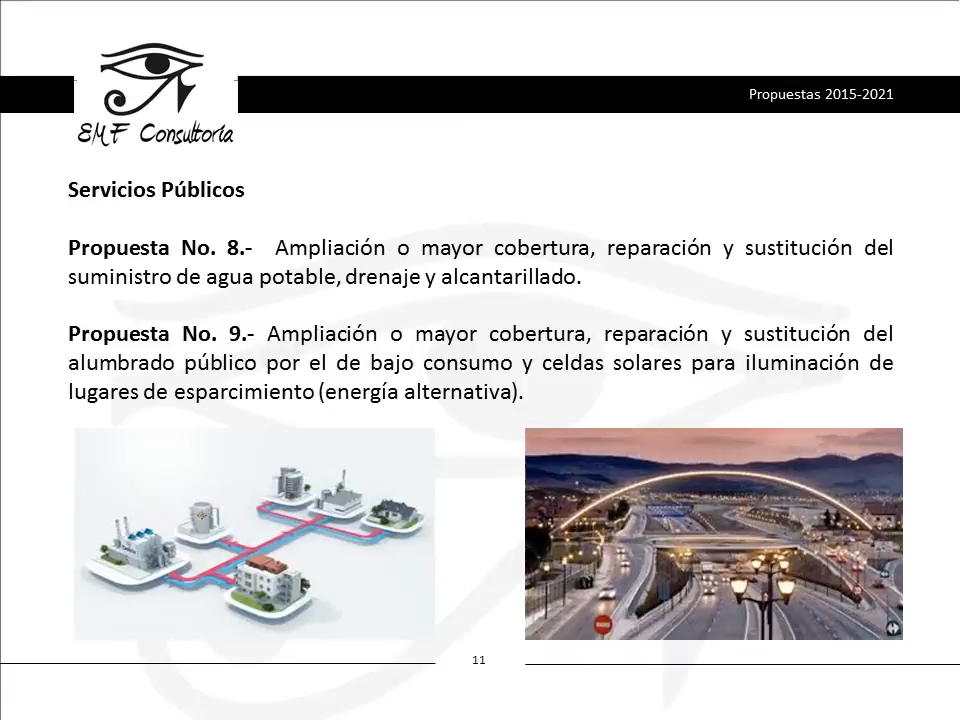 EMF Consultoría
Propuestas 2015-2021
Servicios Públicos
Propuesta No. 8.- Ampliación o mayor cobertura, reparación y sustitución del
suministro de agua potable, drenaje y alcantarillado.
Propuesta No. 9.- Ampliación o mayor cobertura, reparación y sustitución del
alumbrado público por el de bajo consumo y celdas solares para iluminación de
lugares de esparcimiento (energía alternativa).
11